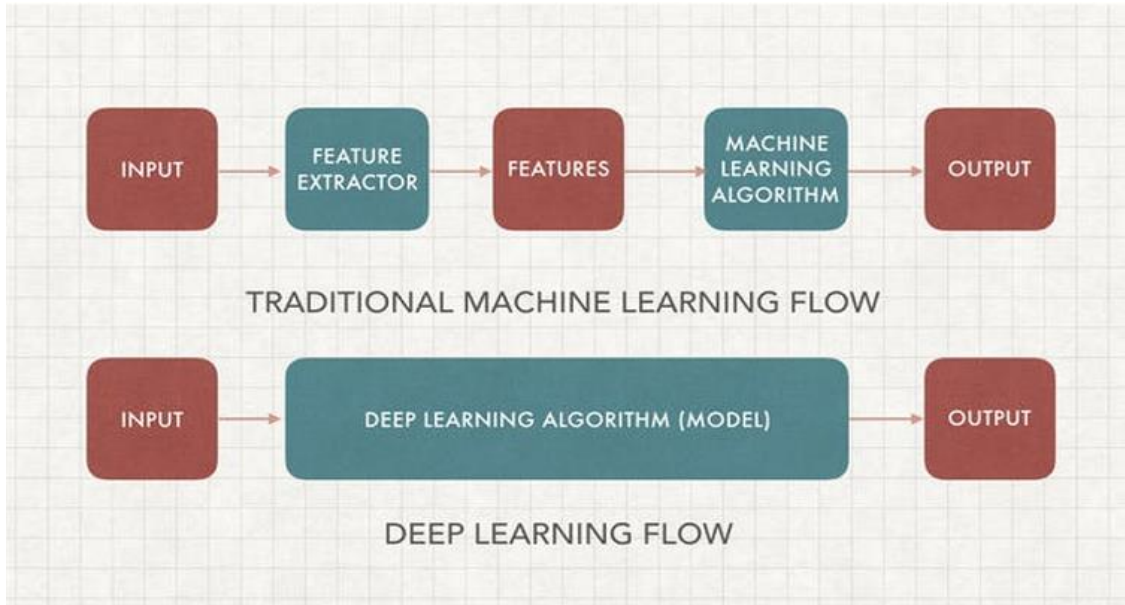 INPUT
FEATURE
EXTRACTOR
FEATURES
MACHINE
LEARNING
ALGORITHM
OUTPUT
TRADITIONAL MACHINE LEARNING FLOW
INPUT
DEEP LEARNING ALGORITHM (MODEL)
OUTPUT
DEEP LEARNING FLOW